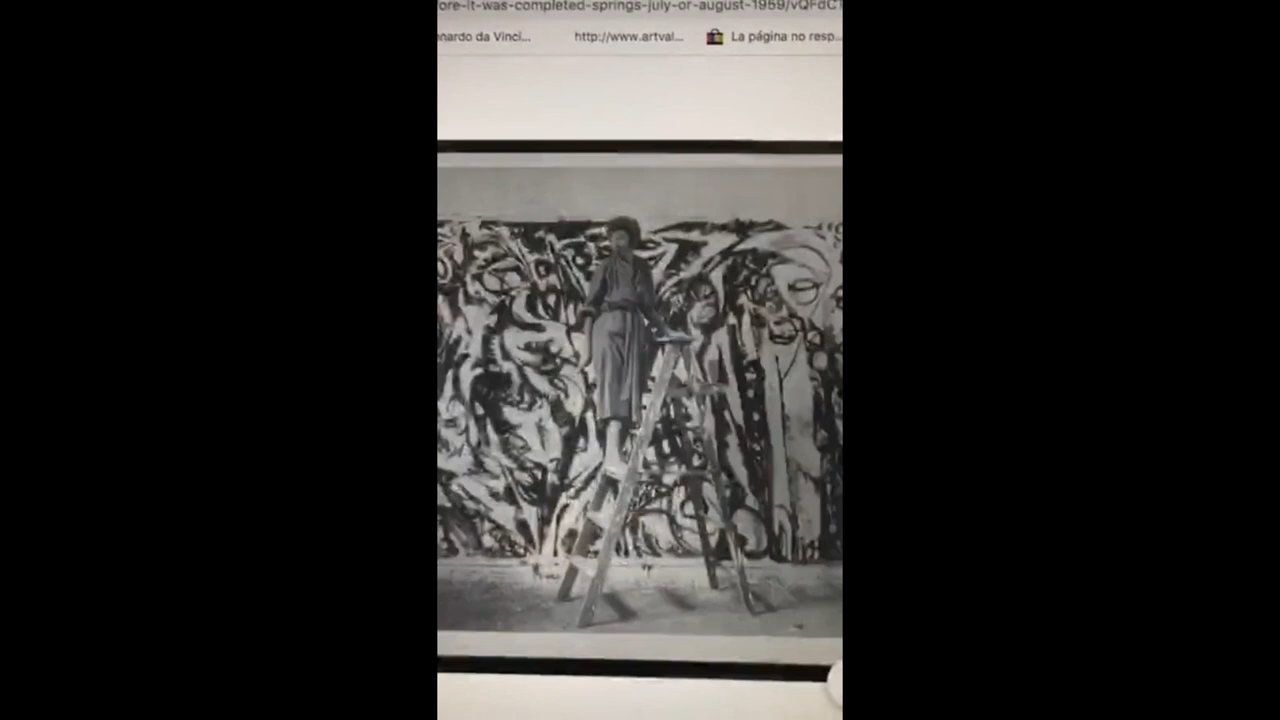 ore-it-was-completed-springs-july-or-august-1959/vQFdC
nnardo da Vinci... http://www.artval... La página no resp...